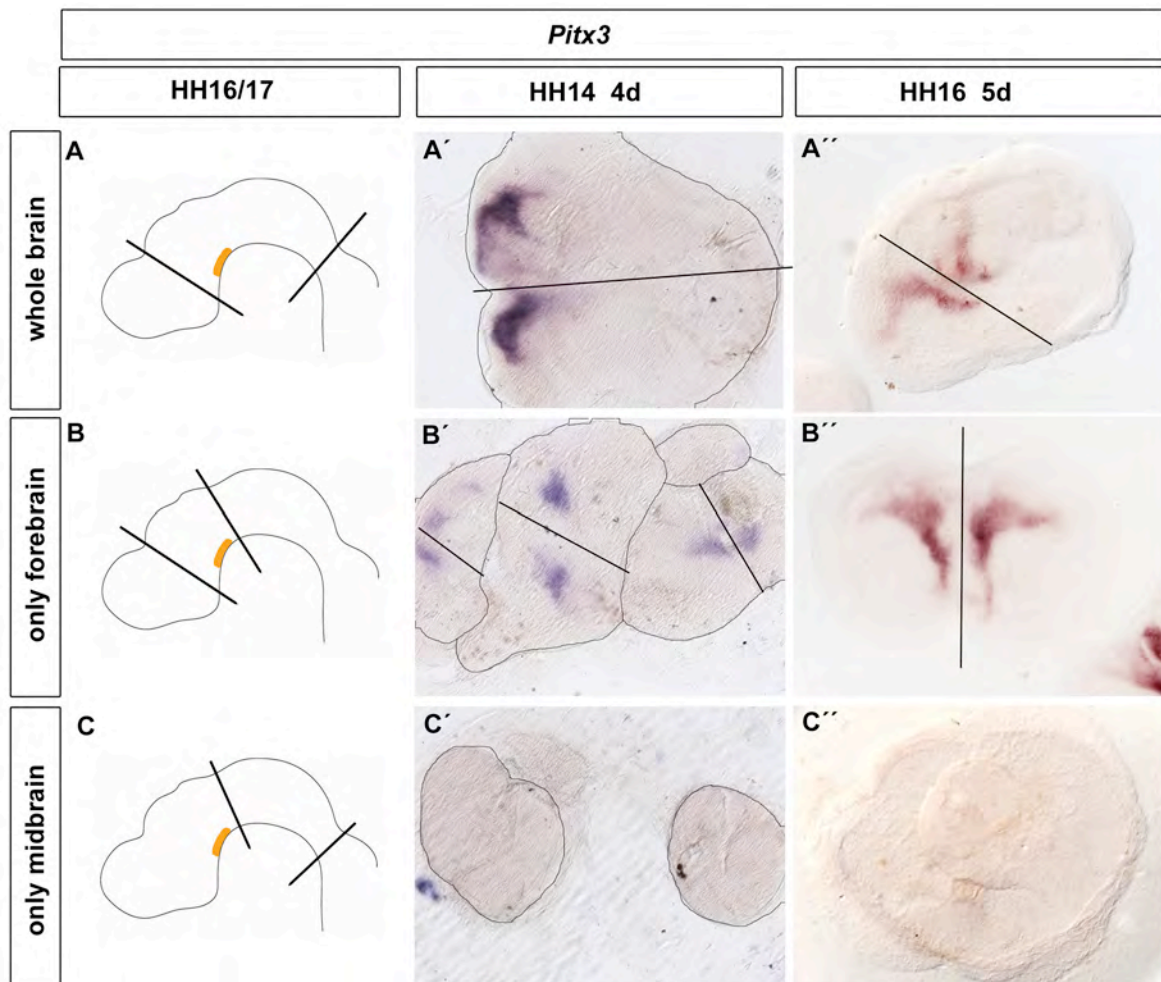 Pitx3
HH16/17
HH14 4d
HH16 5d
whole brain
A
A´
A´´
only forebrain
B
B´
B´´
only midbrain
C
C´
C´´